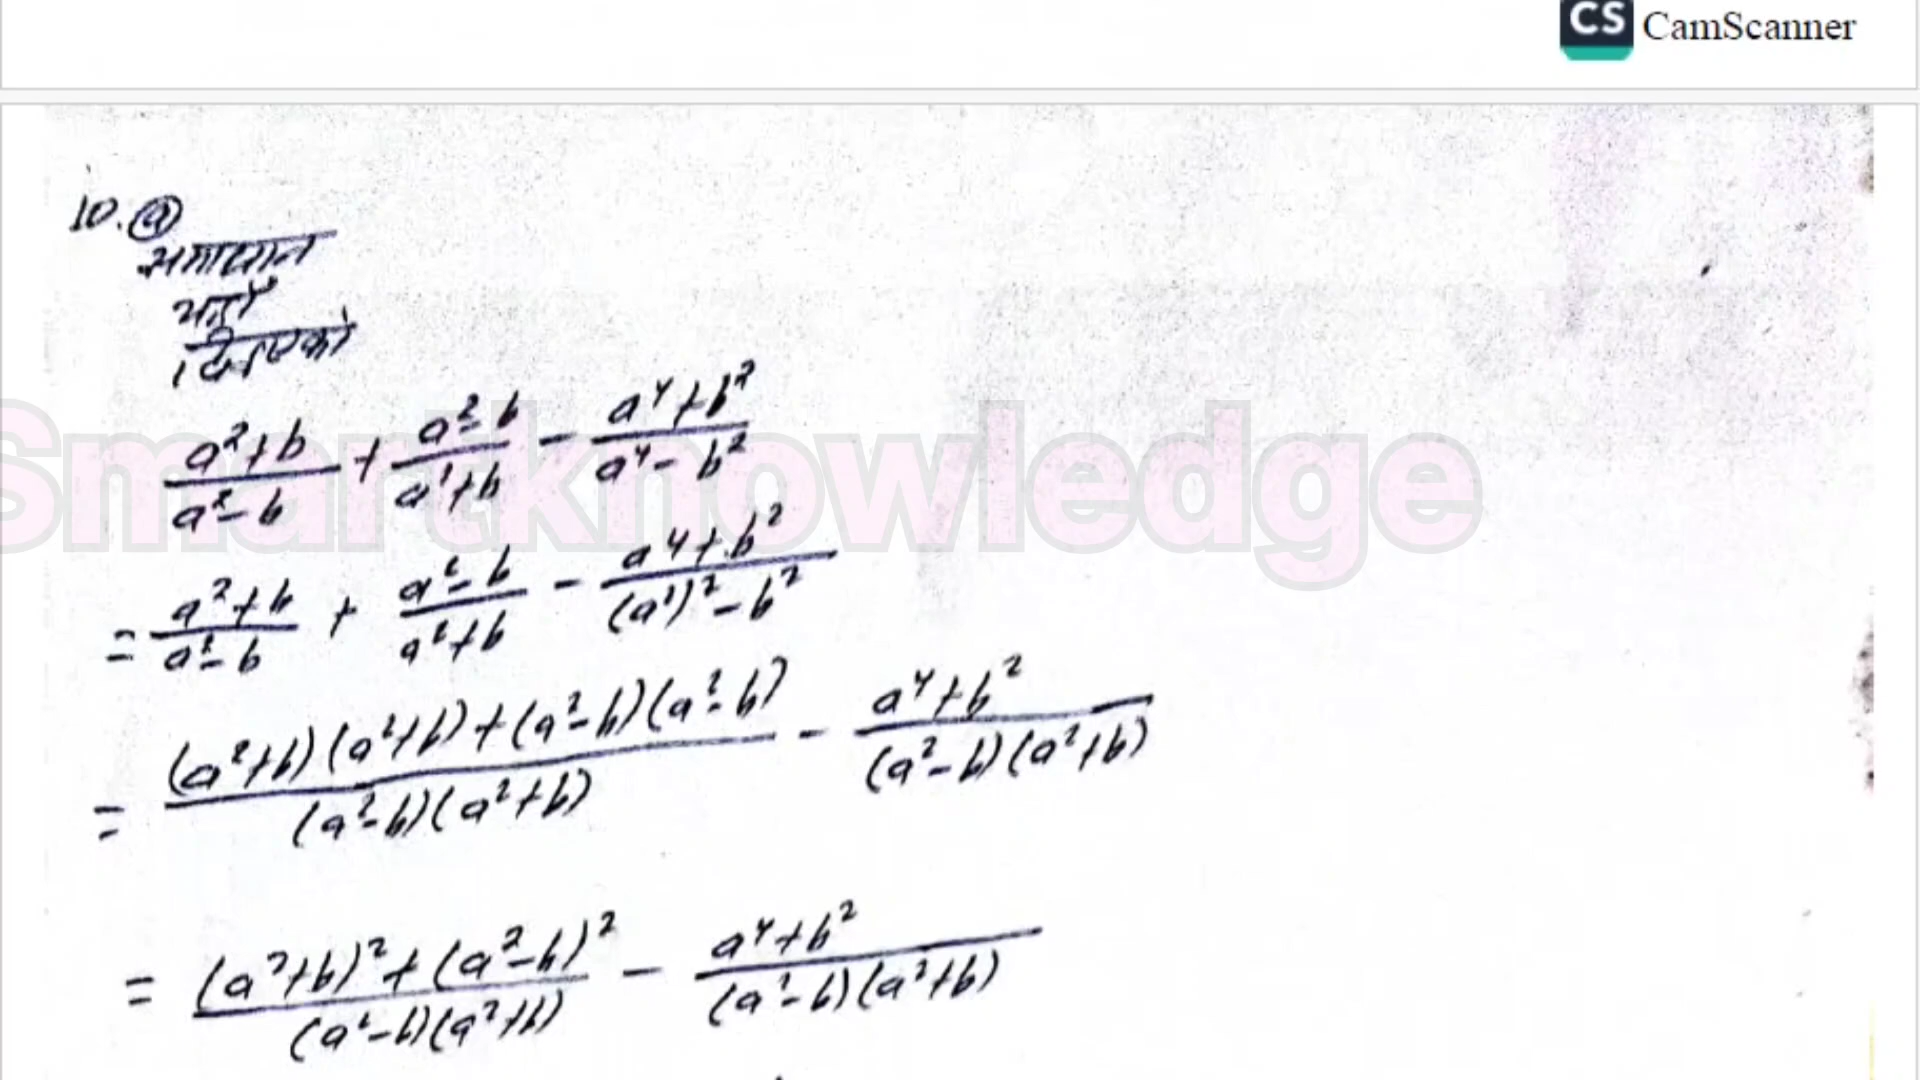 CS CamScanner
10. (a)
समाधान
यहाँ
दिएको
a²+b/a²-b + a²-b/a²+b - a⁴+b²/a⁴-b²
= a²+b/a²-b + a²-b/a²+b - a⁴+b²/(a²)²-b²
= (a²+b)(a²+b)+(a²-b)(a²-b)/(a²-b)(a²+b) - a⁴+b²/(a²-b)(a²+b)
= (a²+b)²+(a²-b)²/(a²-b)(a²+b) - a⁴+b²/(a²-b)(a²+b)
Smartknowledge